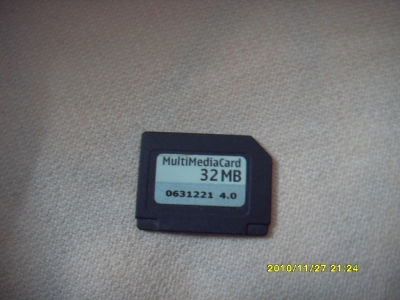 MultiMediaCard
32 MB
0631221 4.0
2010/11/27 21:24